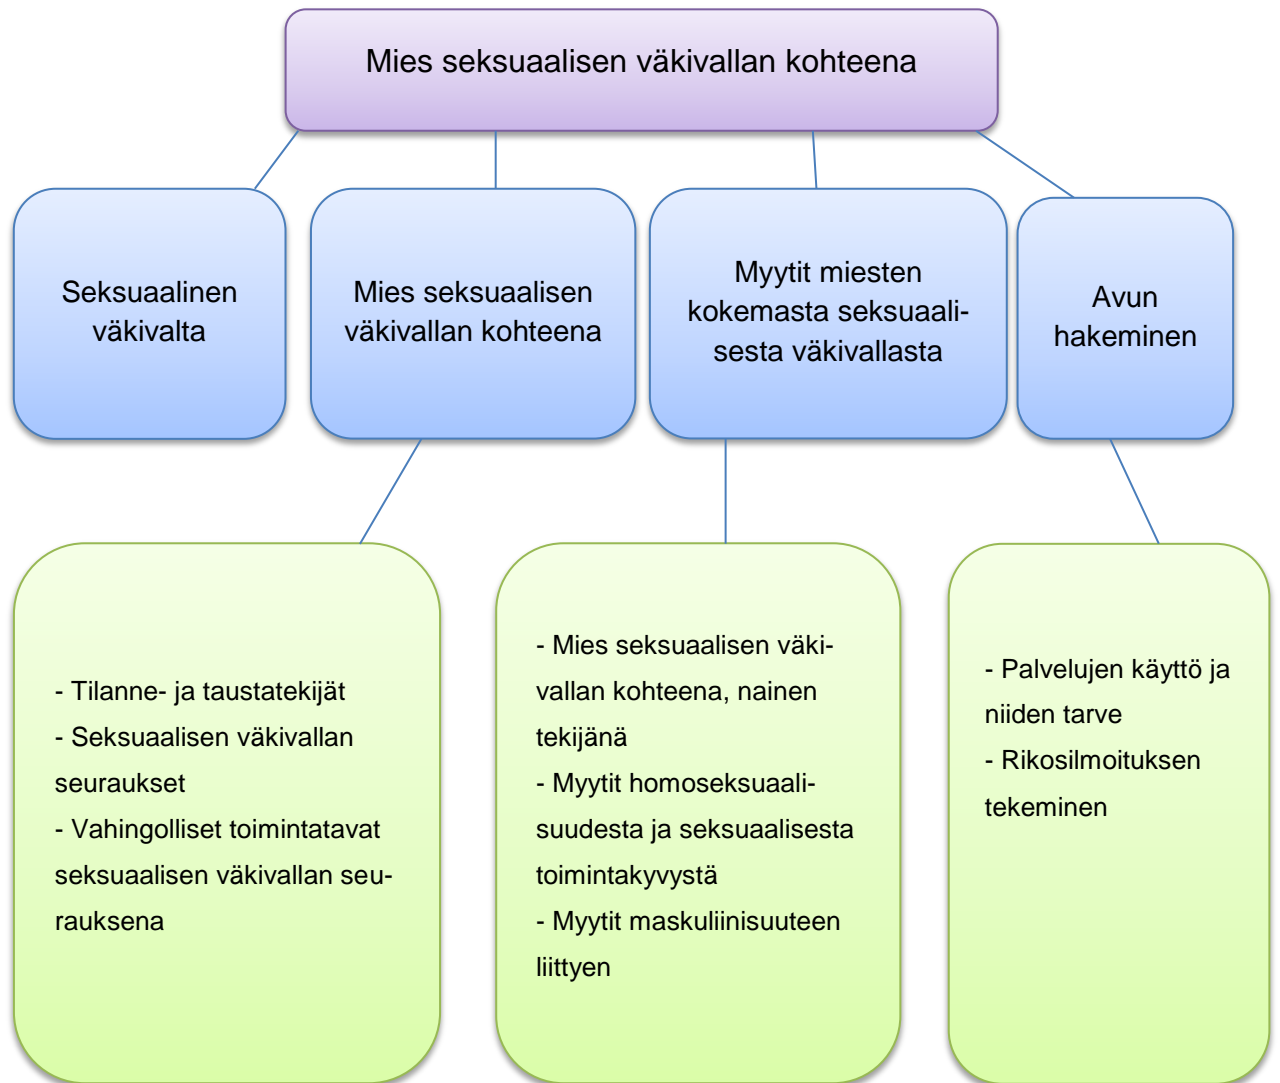 Mies seksuaalisen väkivallan kohteena
Seksuaalinen
väkivalta
Mies seksuaalisen
väkivallan kohteena
Myytit miesten
kokemasta seksuaali-
sesta väkivallasta
Avun
hakeminen
- Tilanne- ja taustatekijät
- Seksuaalisen väkivallan
seuraukset
- Vahingolliset toimintatavat
seksuaalisen väkivallan seu-
rauksena
- Mies seksuaalisen väki-
vallan kohteena, nainen
tekijänä
- Myytit homoseksuaali-
suudesta ja seksuaalisesta
toimintakyvystä
- Myytit maskuliinisuuteen
liittyen
- Palvelujen käyttö ja
niiden tarve
- Rikosilmoituksen
tekeminen